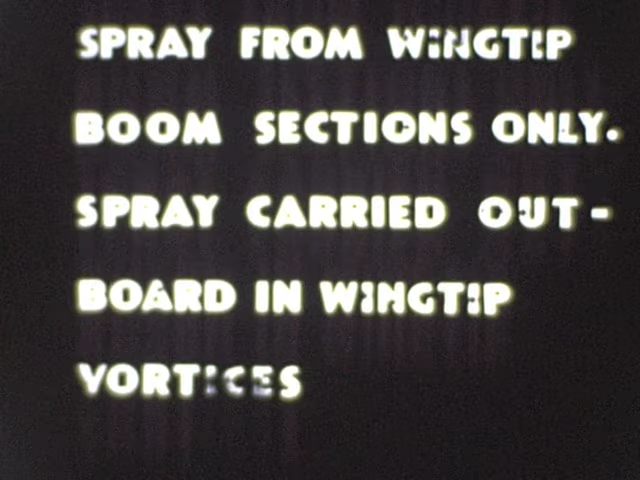 SPRAY FROM WINGTIP
BOOM SECTIONS ONLY.
SPRAY CARRIED OUT-
BOARD IN WINGTIP
VORTICES